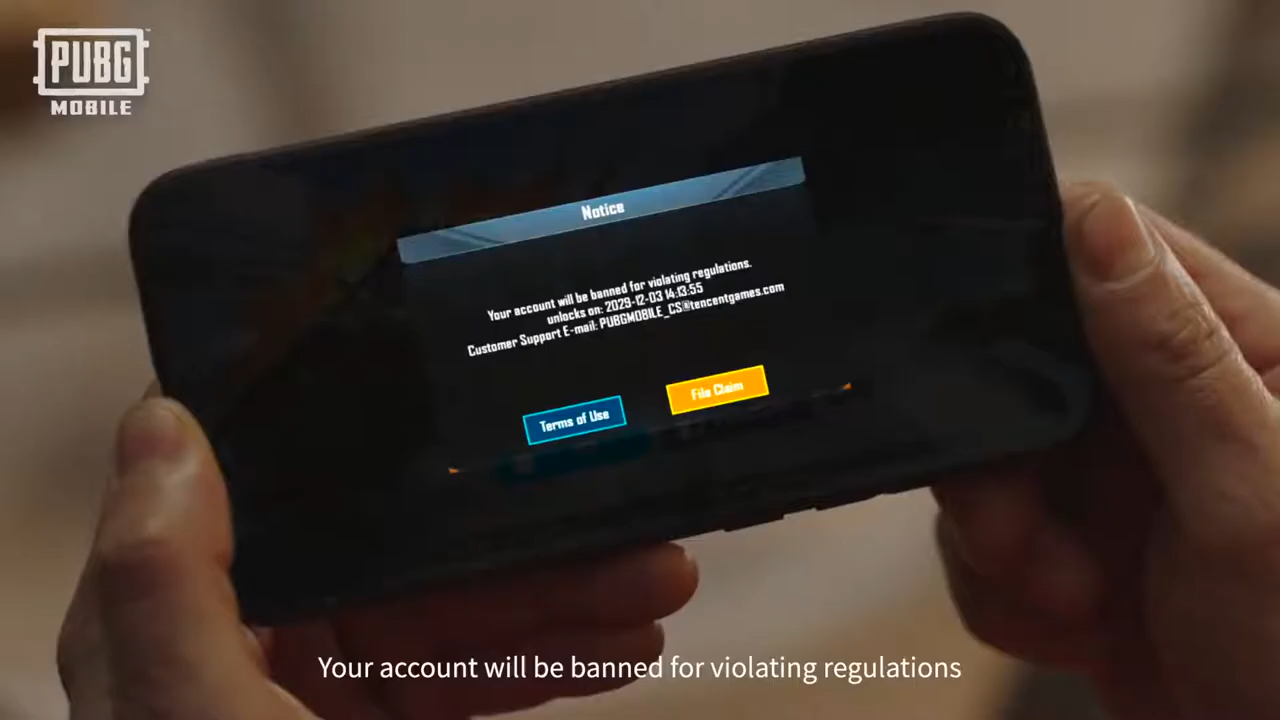 PUBG
MOBILE
Notice
Your account will be banned for violating regulations.
unlocks on: 2029-12-03 14:13:55
Customer Support E-mail: PUBGMOBILE_CS@tencentgames.com
Terms of Use
File Claim
Your account will be banned for violating regulations